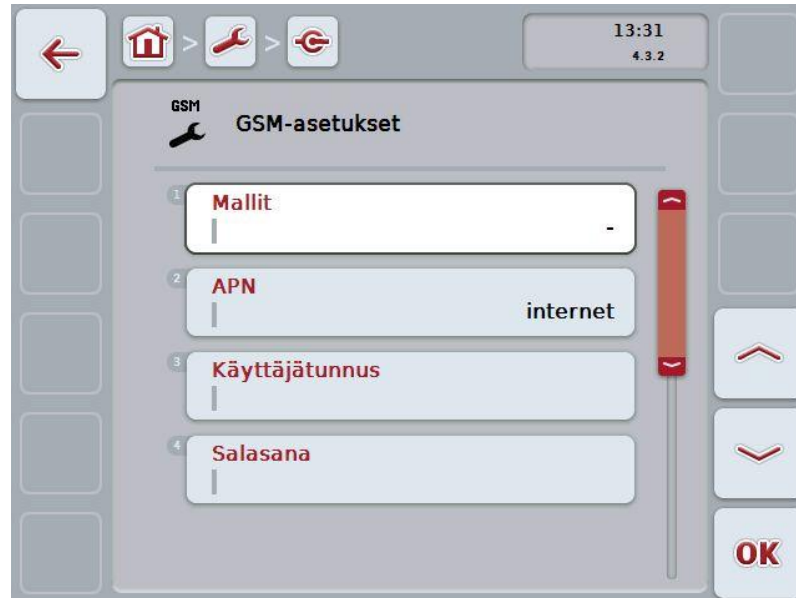 13:31
4.3.2
GSM
GSM-asetukset
1
Mallit
-
2
APN
internet
3
Käyttäjätunnus
4
Salasana
OK